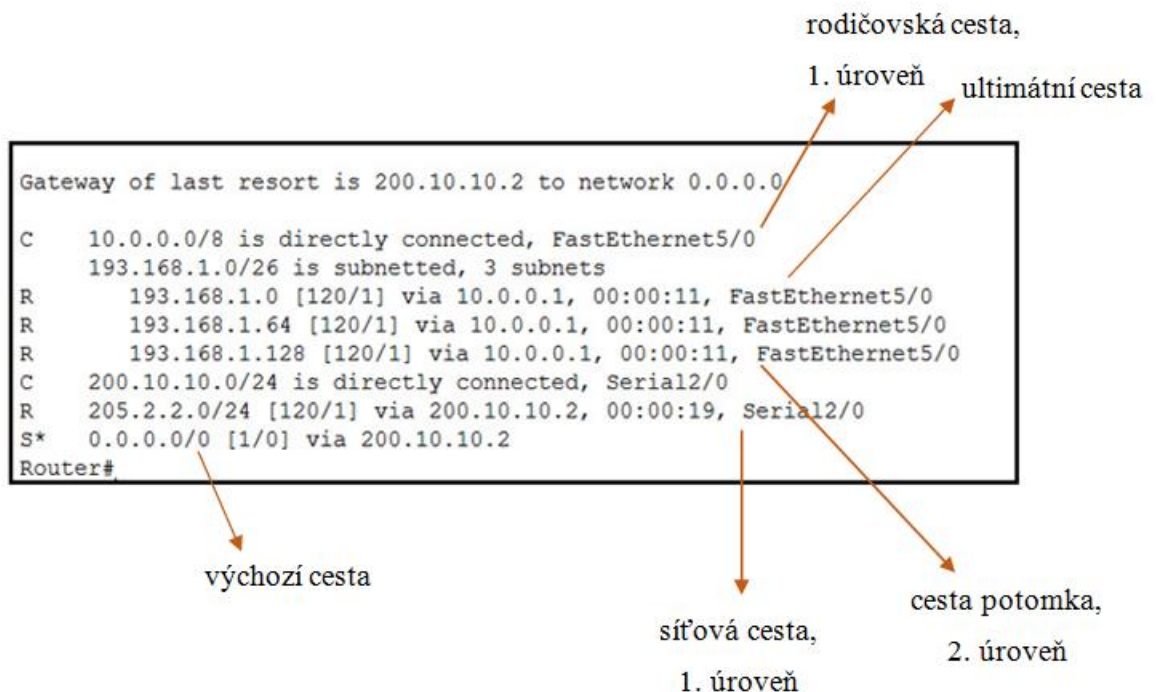 rodičovská cesta,
1. úroveň
ultimátní cesta
Gateway of last resort is 200.10.10.2 to network 0.0.0.0
C 10.0.0.0/8 is directly connected, FastEthernet5/0
193.168.1.0/26 is subnetted, 3 subnets
R 193.168.1.0 [120/1] via 10.0.0.1, 00:00:11, FastEthernet5/0
R 193.168.1.64 [120/1] via 10.0.0.1, 00:00:11, FastEthernet5/0
R 193.168.1.128 [120/1] via 10.0.0.1, 00:00:11, FastEthernet5/0
C 200.10.10.0/24 is directly connected, Serial2/0
R 205.2.2.0/24 [120/1] via 200.10.10.2, 00:00:19, Serial2/0
S* 0.0.0.0/0 [1/0] via 200.10.10.2
Router#
výchozí cesta
síťová cesta,
1. úroveň
cesta potomka,
2. úroveň